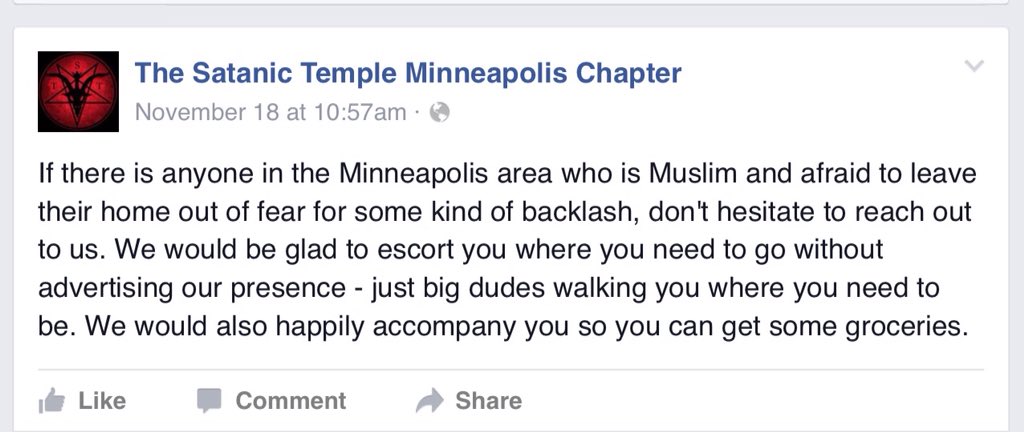 The Satanic Temple Minneapolis Chapter
November 18 at 10:57am ·
If there is anyone in the Minneapolis area who is Muslim and afraid to leave
their home out of fear for some kind of backlash, don't hesitate to reach out
to us. We would be glad to escort you where you need to go without
advertising our presence - just big dudes walking you where you need to
be. We would also happily accompany you so you can get some groceries.
Like Comment Share